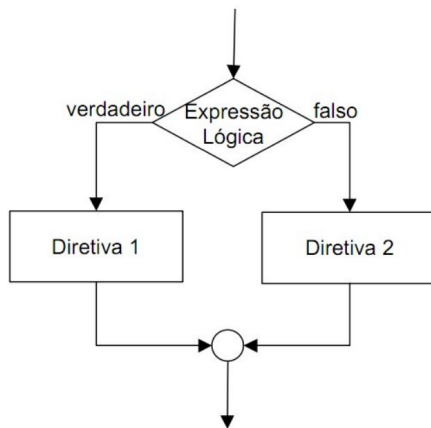 verdadeiro
Expressão
Lógica
falso
Diretiva 1
Diretiva 2